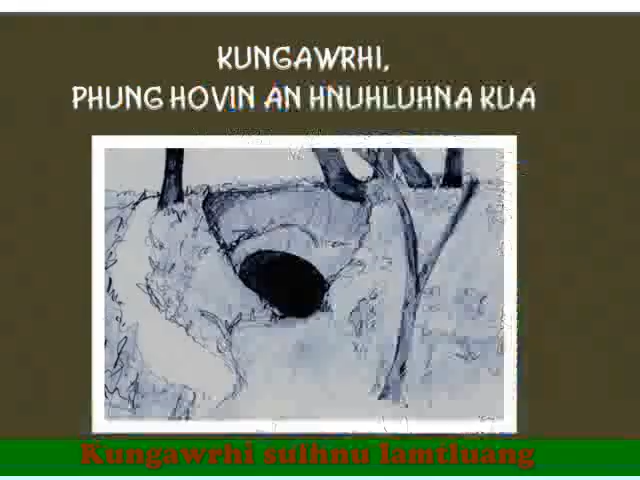 KUNGAWRHI,
PHUNG HOVIN AN HNUHLUHNA KUA
Kungawrhi sulhnu lamtluang